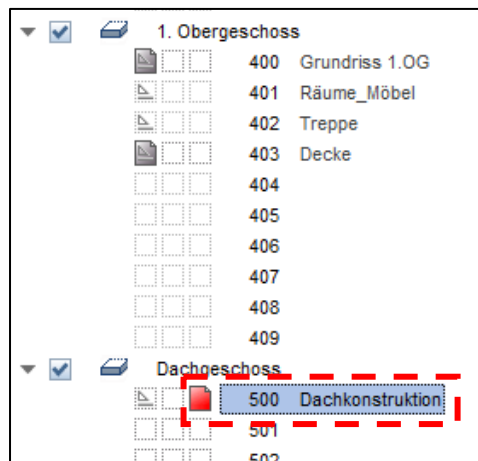 1. Obergeschoss
400 Grundriss 1.OG
401 Räume_Möbel
402 Treppe
403 Decke
404
405
406
407
408
409
Dachgeschoss
500 Dachkonstruktion
501
502